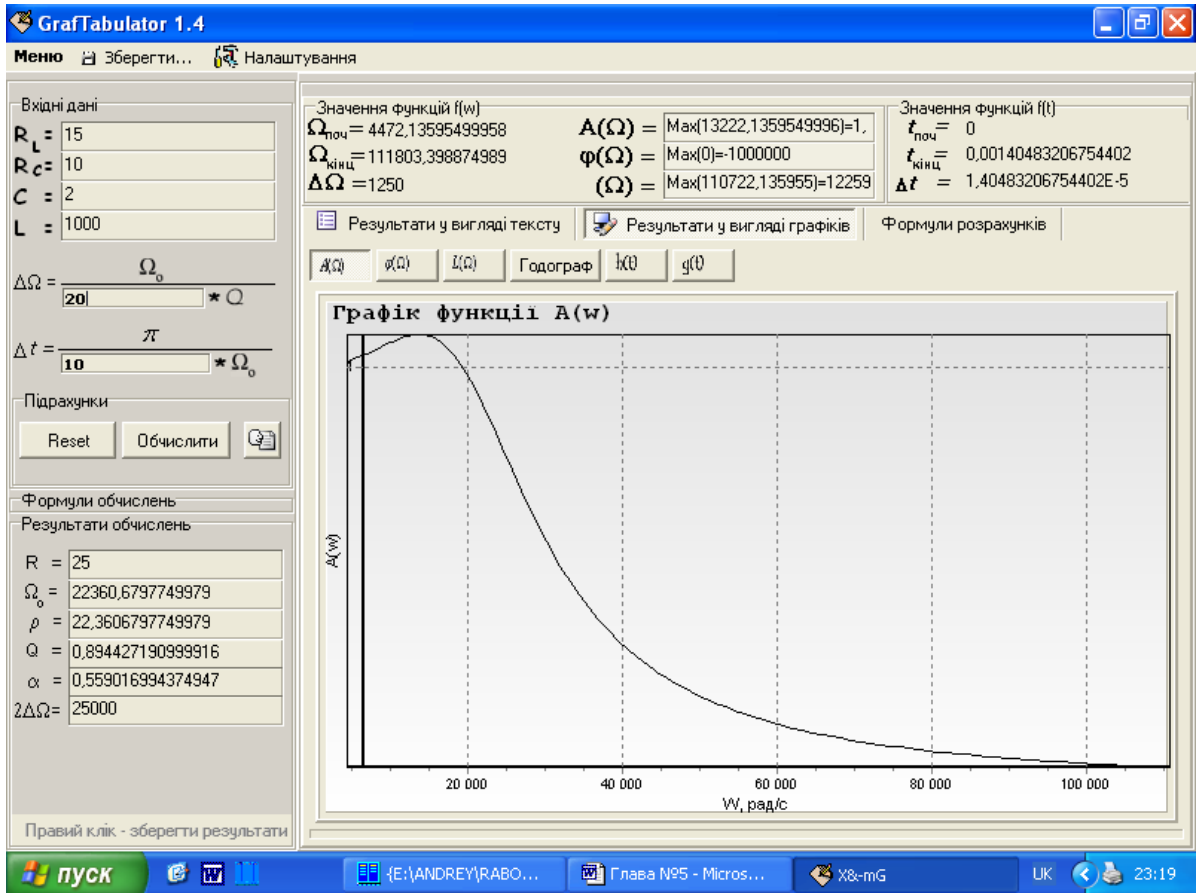 GrafTabulator 1.4
Меню Зберегти... Налаштування
Вхідні дані
R_L = 15
R_C = 10
C = 2
L = 1000
ΔΩ = Ω_o / 20 * Q
Δt = π / 10 * Ω_o
Підрахунки
Reset Обчислити
Формули обчислень
Результати обчислень
R = 25
Ω_o = 22360,6797749979
ρ = 22,3606797749979
Q = 0,894427190999916
α = 0,559016994374947
2ΔΩ= 25000
Правий клік - зберегти результати
Значення функцій f(w)
Ω_поч = 4472,13595499958
Ω_кінц = 111803,398874989
ΔΩ =1250
A(Ω) = Max(13222,1359549996)=1,
φ(Ω) = Max(0)=-1000000
(Ω) = Max(110722,135955)=12259
Значення функцій f(t)
t_поч = 0
t_кінц = 0,00140483206754402
Δt = 1,40483206754402E-5
Результати у вигляді тексту Результати у вигляді графіків Формули розрахунків
A(Ω) φ(Ω) L(Ω) Годограф h(t) g(t)
Графік функції A(w)
A(w)
1
20 000 40 000 60 000 80 000 100 000
W, рад/с
пуск {E:\ANDREY\RABO... Глава N95 - Micros... X&-mG UK 23:19